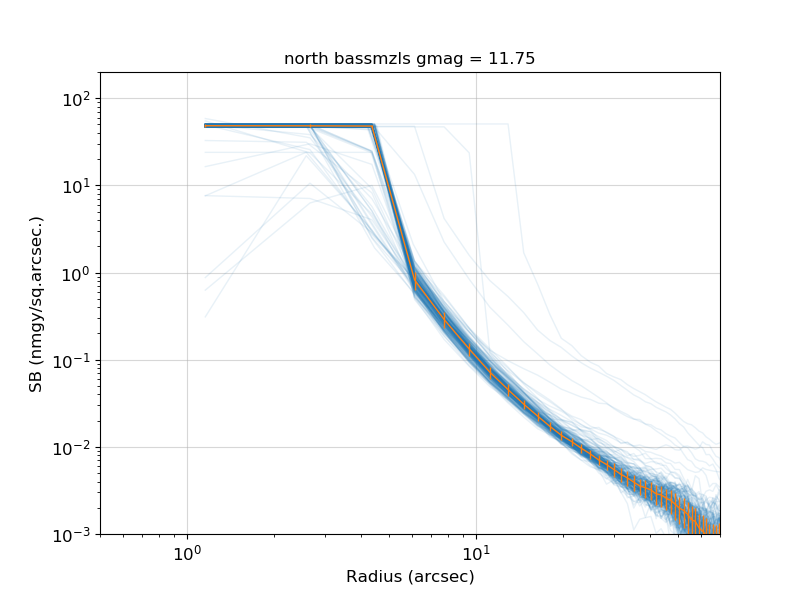 north bassmzls gmag = 11.75
SB (nmgy/sq.arcsec.)
10²
10¹
10⁰
10⁻¹
10⁻²
10⁻³
10⁰ 10¹
Radius (arcsec)